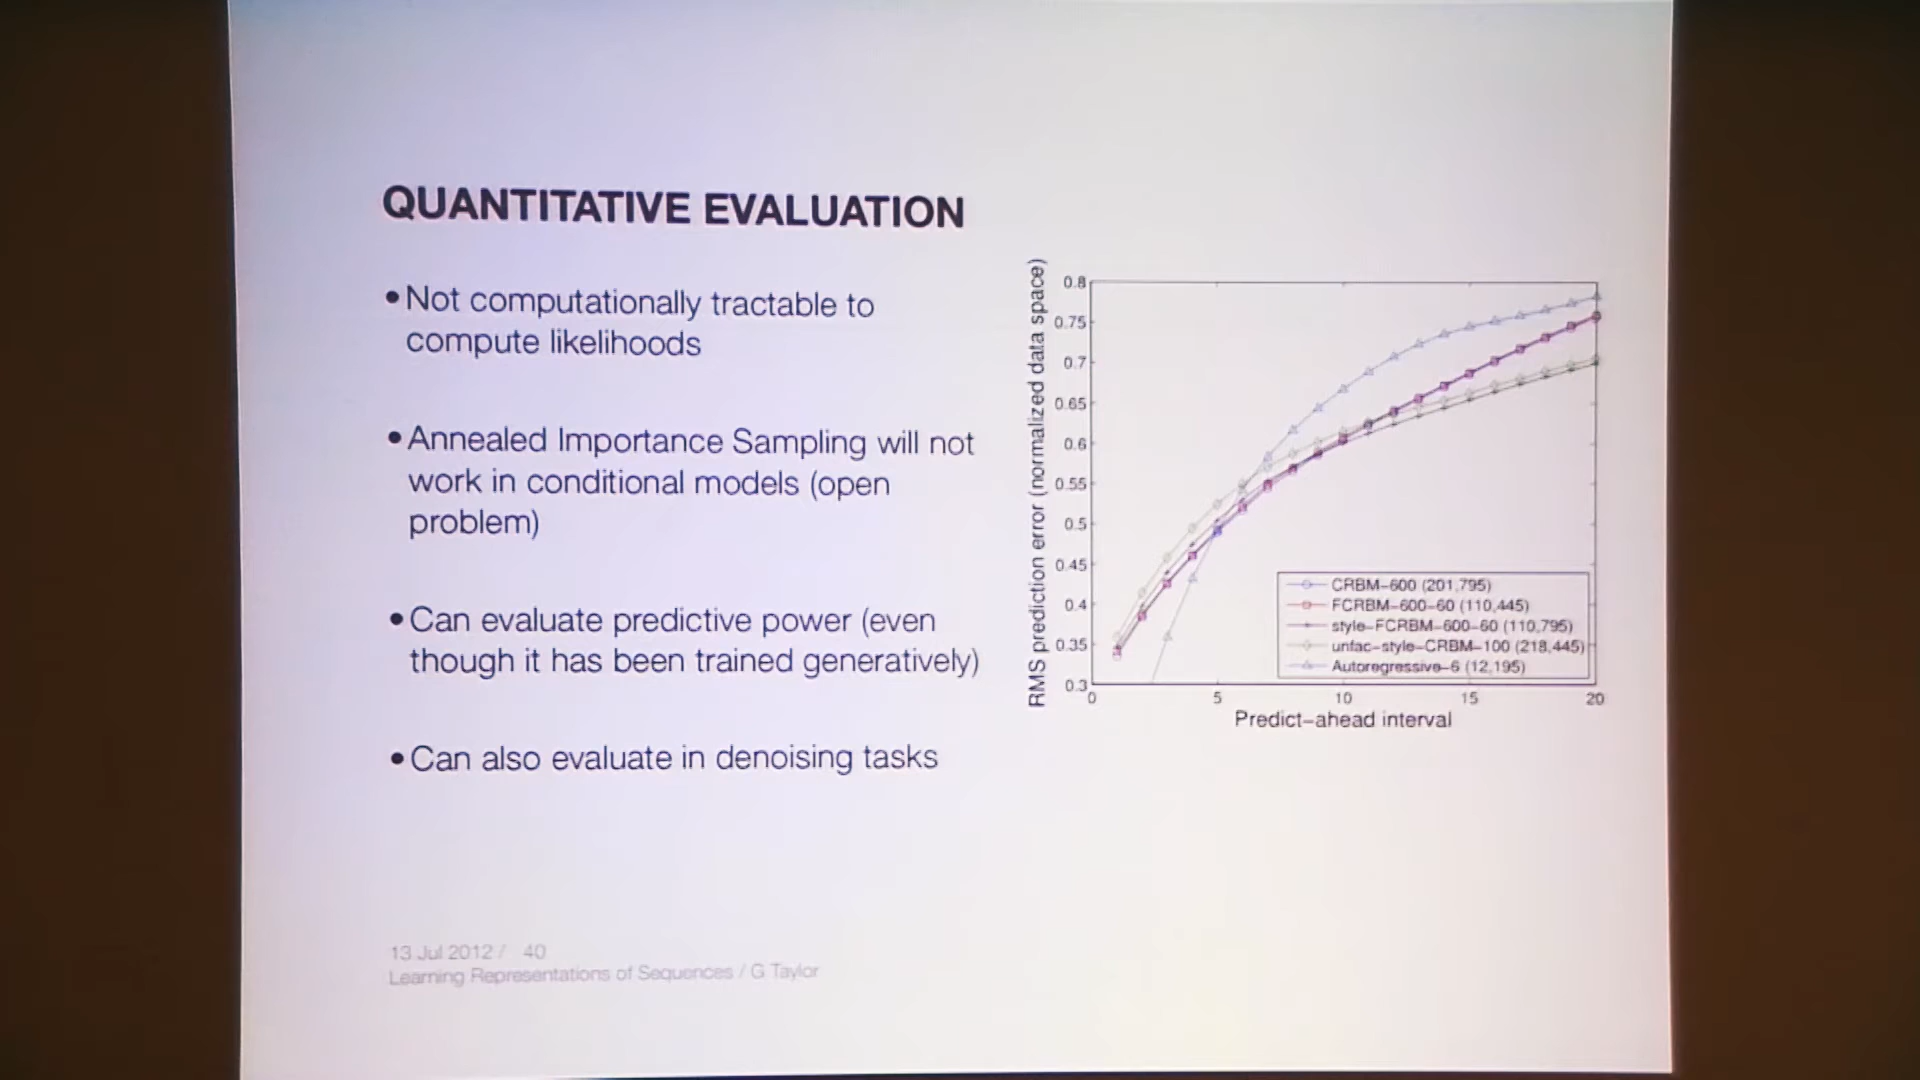 QUANTITATIVE EVALUATION
•Not computationally tractable to
compute likelihoods
•Annealed Importance Sampling will not
work in conditional models (open
problem)
•Can evaluate predictive power (even
though it has been trained generatively)
•Can also evaluate in denoising tasks
RMS prediction error (normalized data space)
0.8
0.75
0.7
0.65
0.6
0.55
0.5
0.45
0.4
0.35
0.3
CRBM-600 (201,795)
FCRBM-600-60 (110,445)
style-FCRBM-600-60 (110,795)
unfac-style-CRBM-100 (218,445)
Autoregressive-6 (12,195)
0 5 10 15 20
Predict-ahead interval
13 Jul 2012 / 40
Learning Representations of Sequences / G Taylor